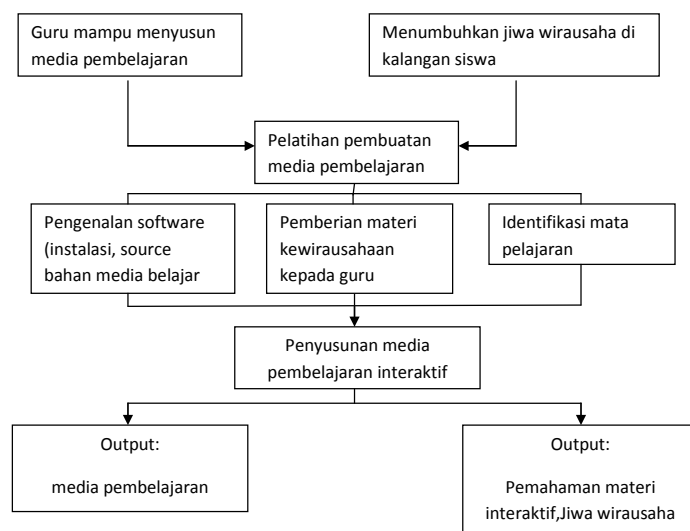 Guru mampu menyusun
media pembelajaran
Menumbuhkan jiwa wirausaha di
kalangan siswa
Pelatihan pembuatan
media pembelajaran
Pengenalan software
(instalasi, source
bahan media belajar
Pemberian materi
kewirausahaan
kepada guru
Identifikasi mata
pelajaran
Penyusunan media
pembelajaran interaktif
Output:
media pembelajaran
Output:
Pemahaman materi
interaktif,Jiwa wirausaha